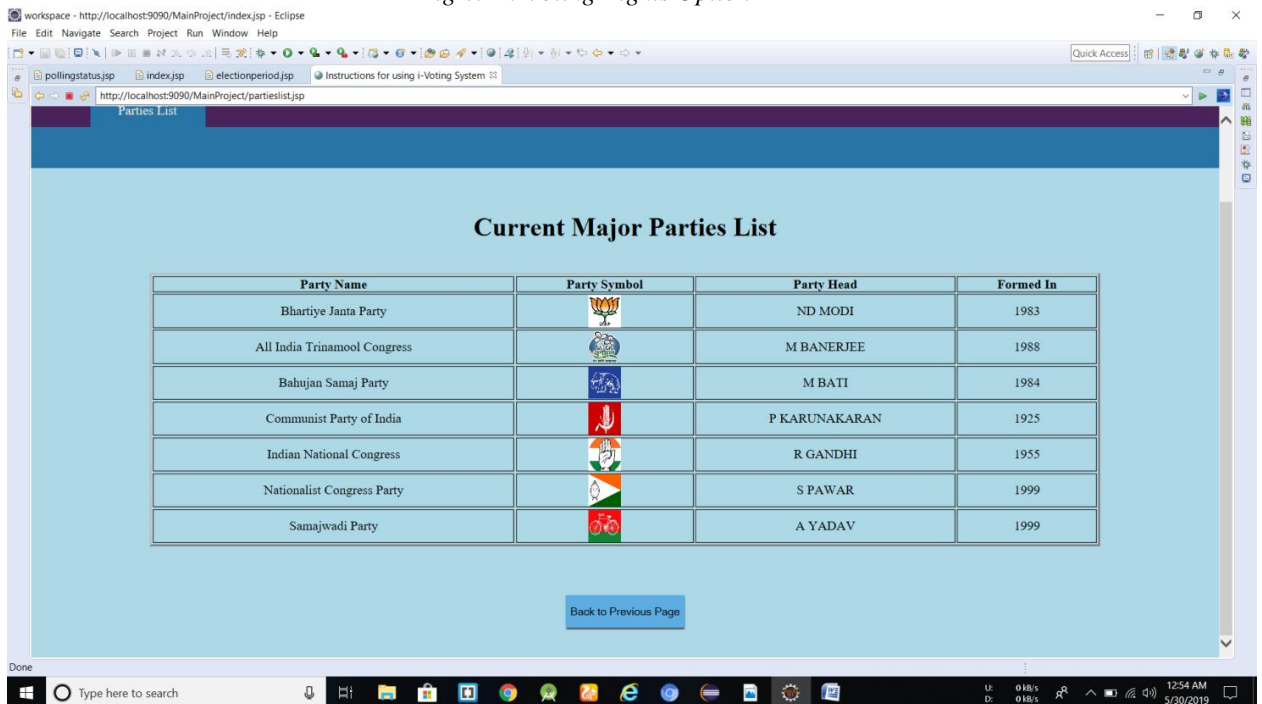 workspace - http://localhost:9090/MainProject/index.jsp - Eclipse
File Edit Navigate Search Project Run Window Help
Quick Access
pollingstatus.jsp index.jsp electionperiod.jsp Instructions for using i-Voting System
http://localhost:9090/MainProject/partieslist.jsp
Parties List
Current Major Parties List
Party Name Party Symbol Party Head Formed In
Bhartiye Janta Party ND MODI 1983
All India Trinamool Congress M BANERJEE 1988
Bahujan Samaj Party M BATI 1984
Communist Party of India P KARUNAKARAN 1925
Indian National Congress R GANDHI 1955
Nationalist Congress Party S PAWAR 1999
Samajwadi Party A YADAV 1999
Back to Previous Page
Done
Type here to search
U: 0 kB/s
D: 0 kB/s
12:54 AM
5/30/2019